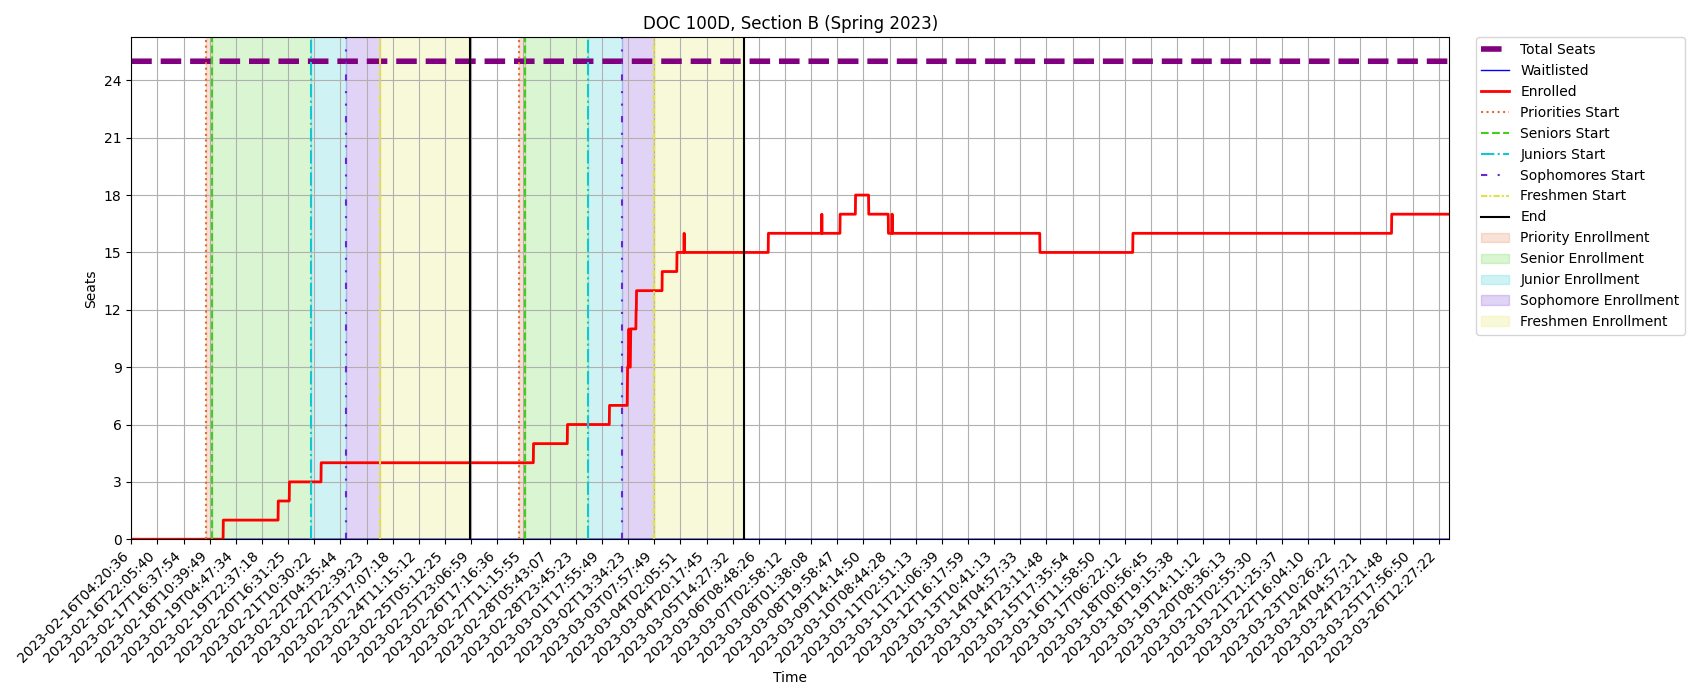 DOC 100D, Section B (Spring 2023)
Total Seats
Waitlisted
Enrolled
Priorities Start
Seniors Start
Juniors Start
Sophomores Start
Freshmen Start
End
Priority Enrollment
Senior Enrollment
Junior Enrollment
Sophomore Enrollment
Freshmen Enrollment
Seats
24
21
18
15
12
9
6
3
0
2023-02-16T04:20:36
2023-02-16T22:05:40
2023-02-17T16:37:54
2023-02-18T10:39:49
2023-02-19T04:47:34
2023-02-19T22:37:18
2023-02-20T16:31:25
2023-02-21T10:30:22
2023-02-22T04:35:44
2023-02-22T22:39:23
2023-02-23T17:07:18
2023-02-24T11:15:12
2023-02-25T05:12:25
2023-02-25T23:06:59
2023-02-26T17:16:36
2023-02-27T11:15:55
2023-02-28T05:43:07
2023-02-28T23:45:23
2023-03-01T17:55:49
2023-03-02T13:34:23
2023-03-03T07:57:49
2023-03-04T02:05:51
2023-03-04T20:17:45
2023-03-05T14:27:32
2023-03-06T08:48:26
2023-03-07T02:58:12
2023-03-08T01:38:08
2023-03-08T19:58:47
2023-03-09T14:14:50
2023-03-10T08:44:28
2023-03-11T02:51:13
2023-03-11T21:06:39
2023-03-12T16:17:59
2023-03-13T10:41:13
2023-03-14T04:57:33
2023-03-14T23:11:48
2023-03-15T17:35:54
2023-03-16T11:58:50
2023-03-17T06:22:12
2023-03-18T00:56:45
2023-03-18T19:15:38
2023-03-19T14:11:12
2023-03-20T08:36:13
2023-03-21T02:55:30
2023-03-21T21:25:37
2023-03-22T16:04:10
2023-03-23T10:26:22
2023-03-24T04:57:21
2023-03-24T23:21:48
2023-03-25T17:56:50
2023-03-26T12:27:22
Time